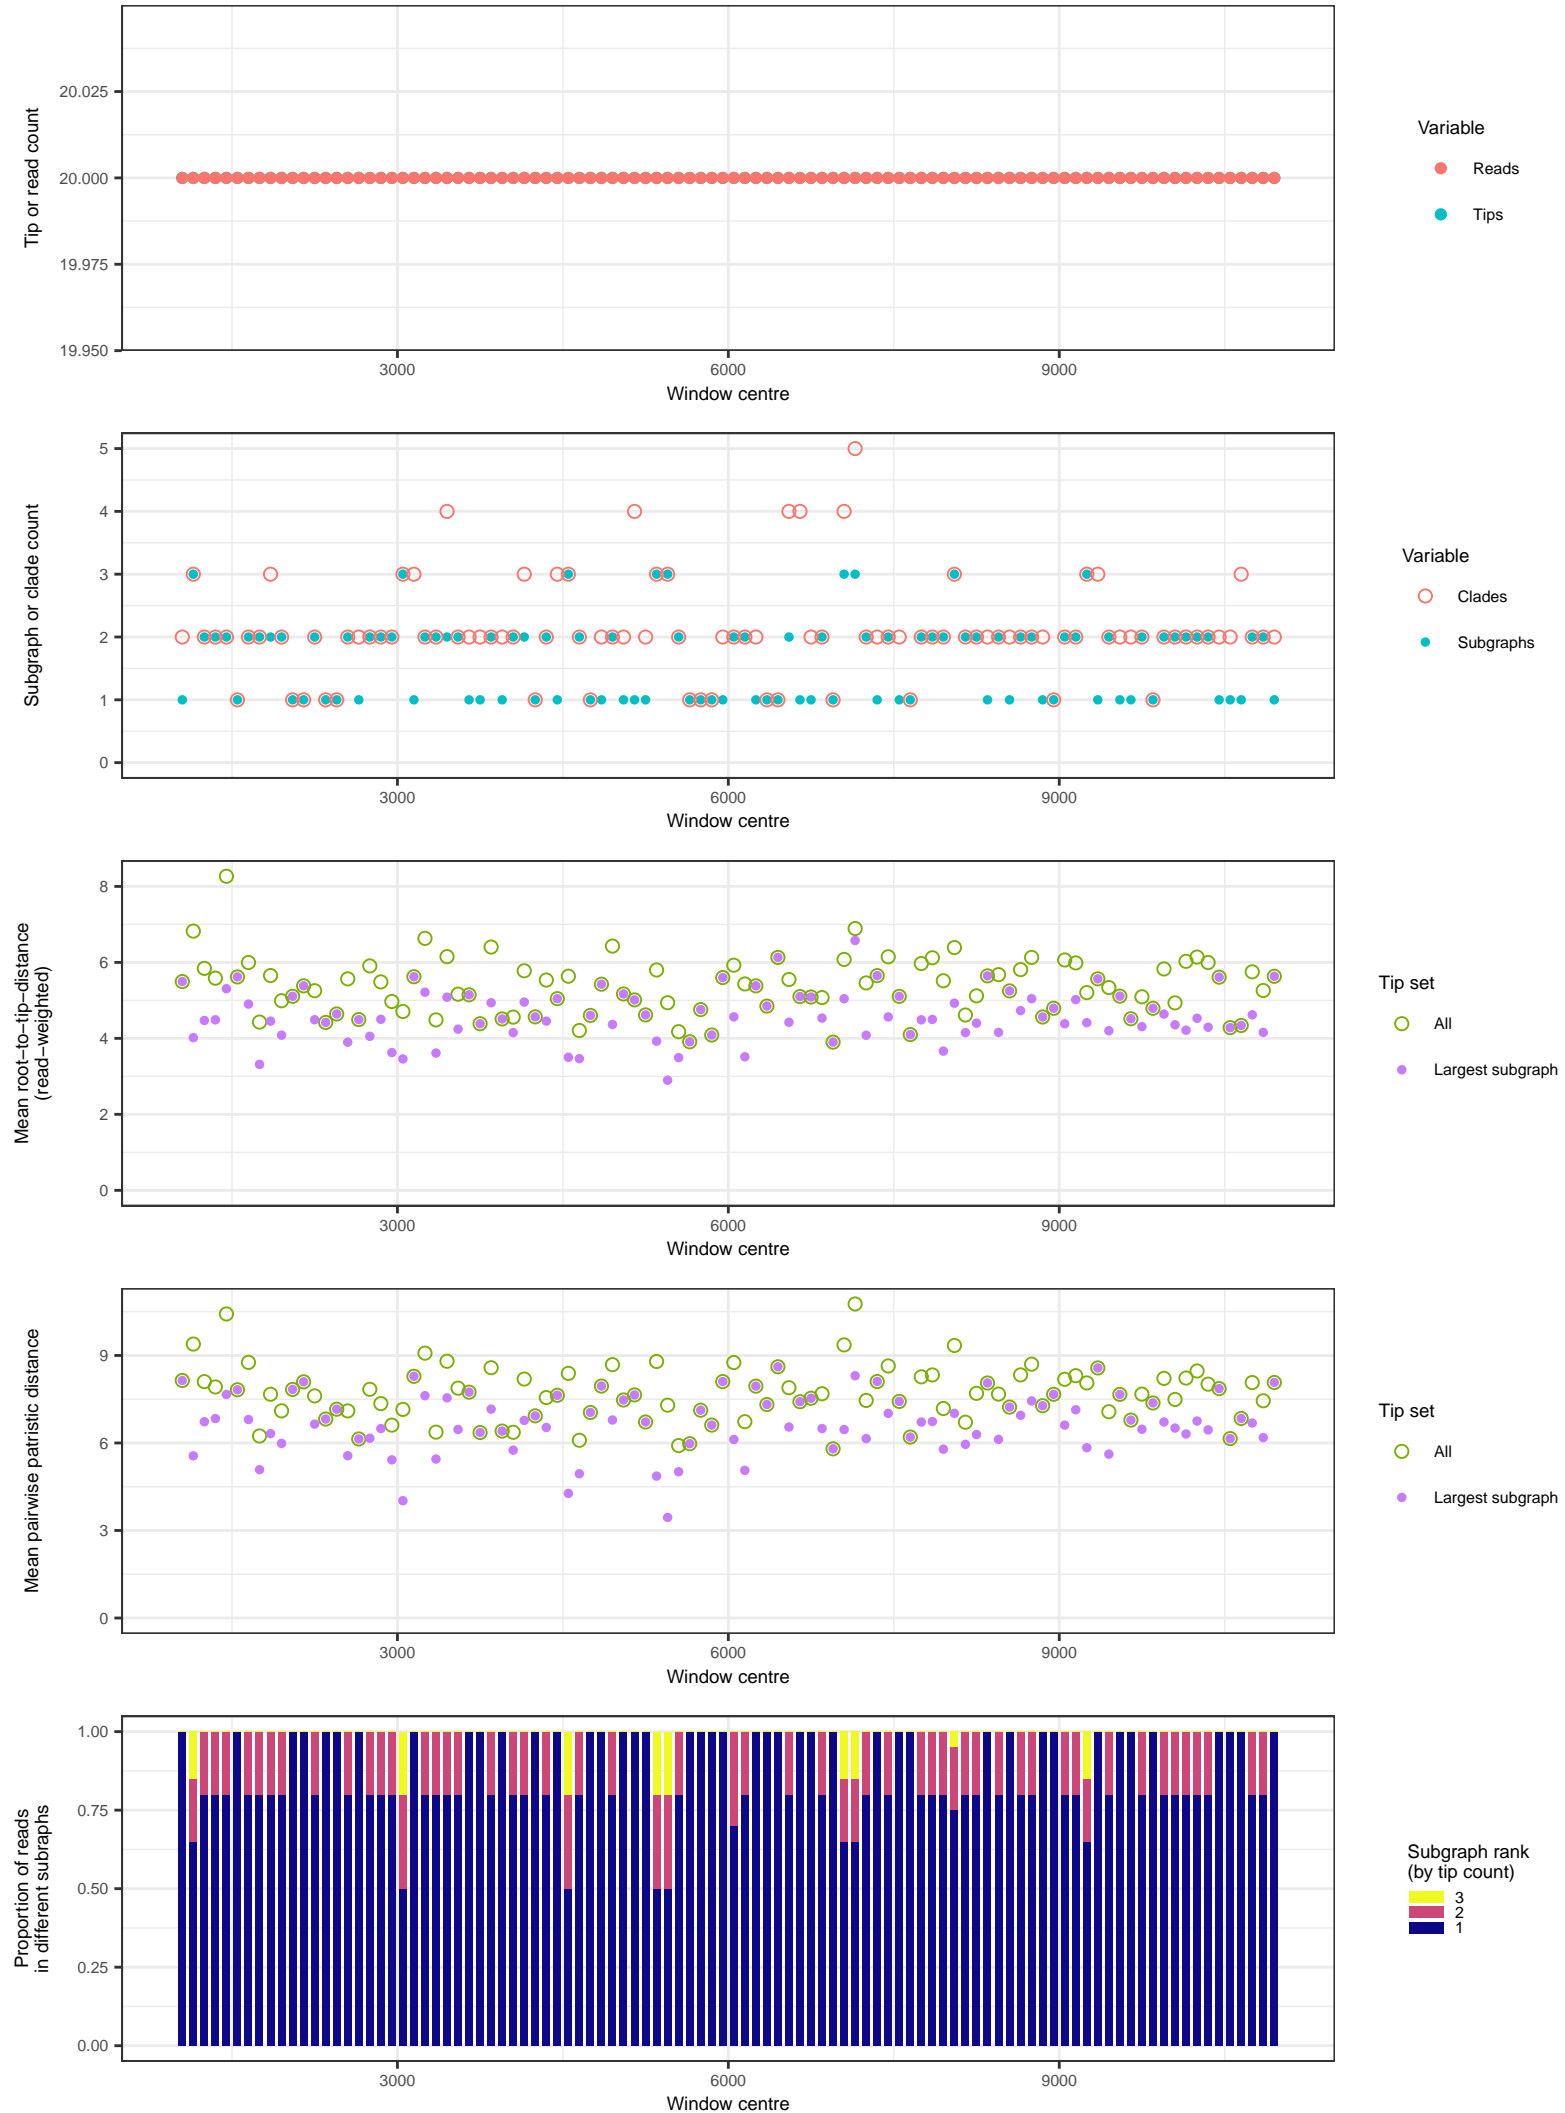 20.025
20.000
19.975
19.950
Tip or read count
3000 6000 9000
Window centre
Variable
Reads
Tips
5
4
3
2
1
0
Subgraph or clade count
3000 6000 9000
Window centre
Variable
Clades
Subgraphs
8
6
4
2
0
Mean root−to−tip−distance
(read−weighted)
3000 6000 9000
Window centre
Tip set
All
Largest subgraph
9
6
3
0
Mean pairwise patristic distance
3000 6000 9000
Window centre
Tip set
All
Largest subgraph
1.00
0.75
0.50
0.25
0.00
Proportion of reads
in different subraphs
3000 6000 9000
Window centre
Subgraph rank
(by tip count)
3
2
1